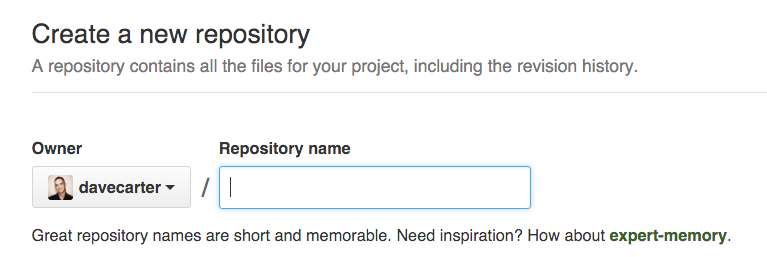 Create a new repository
A repository contains all the files for your project, including the revision history.
Owner Repository name
davecarter /
Great repository names are short and memorable. Need inspiration? How about expert-memory.